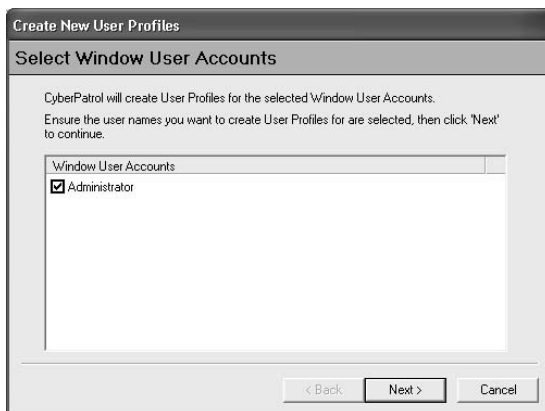 Create New User Profiles
Select Window User Accounts
CyberPatrol will create User Profiles for the selected Window User Accounts.
Ensure the user names you want to create User Profiles for are selected, then click 'Next'
to continue.
Window User Accounts
Administrator
< Back
Next >
Cancel